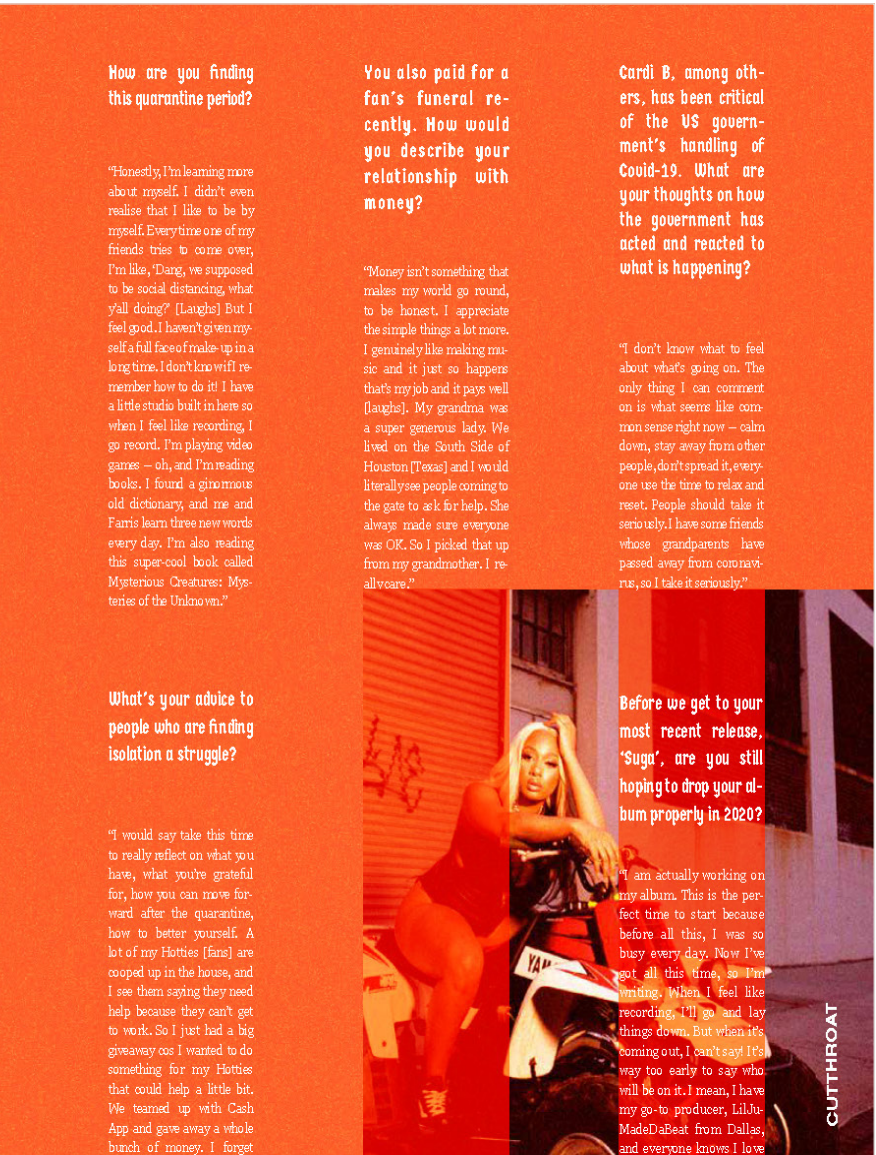 How are you finding
this quarantine period?
"Honestly, I'm learning more
about myself. I didn't even
realise that I like to be by
myself. Every time one of my
friends tries to come over,
I'm like, 'Dang, we supposed
to be social distancing, what
y'all doing?' [Laughs] But I
feel good. I haven't given my-
self a full face of make-up in a
long time. I don't know if I re-
member how to do it! I have
a little studio built in here so
when I feel like recording, I
go record. I'm playing video
games — oh, and I'm reading
books. I found a ginormous
old dictionary, and me and
Farris learn three new words
every day. I'm also reading
this super-cool book called
Mysterious Creatures: Mys-
teries of the Unknown."
What's your advice to
people who are finding
isolation a struggle?
"I would say take this time
to really reflect on what you
have, what you're grateful
for, how you can move for-
ward after the quarantine,
how to better yourself. A
lot of my Hotties [fans] are
cooped up in the house, and
I see them saying they need
help because they can't get
to work. So I just had a big
giveaway cos I wanted to do
something for my Hotties
that could help a little bit.
We teamed up with Cash
App and gave away a whole
bunch of money. I forget
You also paid for a
fan's funeral re-
cently. How would
you describe your
relationship with
money?
"Money isn't something that
makes my world go round,
to be honest. I appreciate
the simple things a lot more.
I genuinely like making mu-
sic and it just so happens
that's my job and it pays well
[laughs]. My grandma was
a super generous lady. We
lived on the South Side of
Houston [Texas] and I would
literally see people coming to
the gate to ask for help. She
always made sure everyone
was OK. So I picked that up
from my grandmother. I re-
ally care."
Cardi B, among oth-
ers, has been critical
of the US govern-
ment's handling of
Covid-19. What are
your thoughts on how
the government has
acted and reacted to
what is happening?
"I don't know what to feel
about what's going on. The
only thing I can comment
on is what seems like com-
mon sense right now — calm
down, stay away from other
people, don't spread it, every-
one use the time to relax and
reset. People should take it
seriously. I have some friends
whose grandparents have
passed away from coronavi-
rus, so I take it seriously."
Before we get to your
most recent release,
'Suga', are you still
hoping to drop your al-
bum properly in 2020?
"I am actually working on
my album. This is the per-
fect time to start because
before all this, I was so
busy every day. Now I've
got all this time, so I'm
writing. When I feel like
recording, I'll go and lay
things down. But when it's
coming out, I can't say! It's
way too early to say who
will be on it. I mean, I have
my go-to producer, LilJu-
MadeDaBeat from Dallas,
and everyone knows I love
YAM
CUTTHROAT